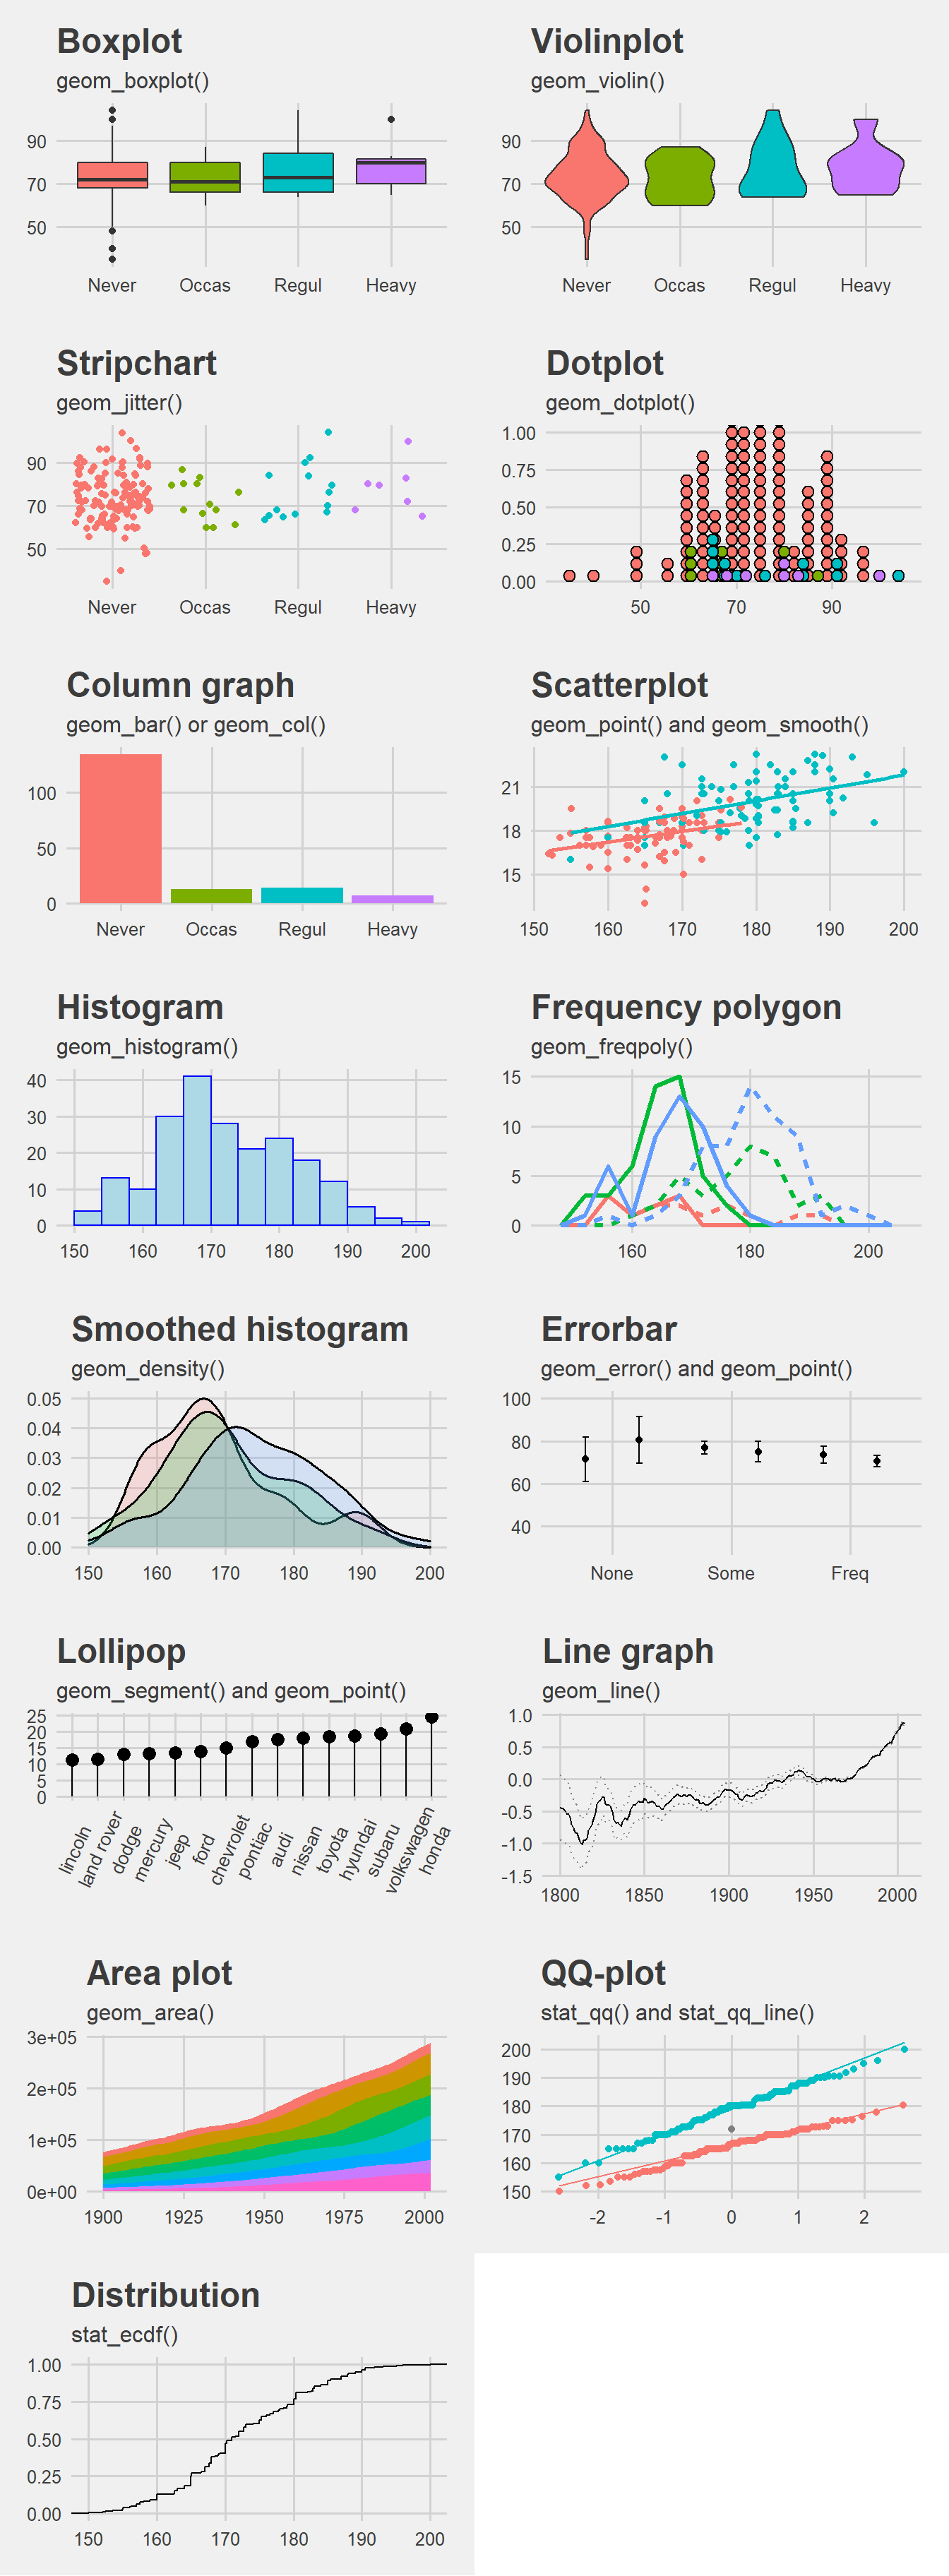 Boxplot
geom_boxplot()
90
70
50
Never Occas Regul Heavy
Violinplot
geom_violin()
90
70
50
Never Occas Regul Heavy
Stripchart
geom_jitter()
90
70
50
Never Occas Regul Heavy
Dotplot
geom_dotplot()
1.00
0.75
0.50
0.25
0.00
50 70 90
Column graph
geom_bar() or geom_col()
100
50
0
Never Occas Regul Heavy
Scatterplot
geom_point() and geom_smooth()
21
18
15
150 160 170 180 190 200
Histogram
geom_histogram()
40
30
20
10
0
150 160 170 180 190 200
Frequency polygon
geom_freqpoly()
15
10
5
0
160 180 200
Smoothed histogram
geom_density()
0.05
0.04
0.03
0.02
0.01
0.00
150 160 170 180 190 200
Errorbar
geom_error() and geom_point()
100
80
60
40
None Some Freq
Lollipop
geom_segment() and geom_point()
25
20
15
10
5
0
lincoln
land rover
dodge
mercury
jeep
ford
chevrolet
pontiac
audi
nissan
toyota
hyundai
subaru
volkswagen
honda
Line graph
geom_line()
1.0
0.5
0.0
-0.5
-1.0
-1.5
1800 1850 1900 1950 2000
Area plot
geom_area()
3e+05
2e+05
1e+05
0e+00
1900 1925 1950 1975 2000
QQ-plot
stat_qq() and stat_qq_line()
200
190
180
170
160
150
-2 -1 0 1 2
Distribution
stat_ecdf()
1.00
0.75
0.50
0.25
0.00
150 160 170 180 190 200